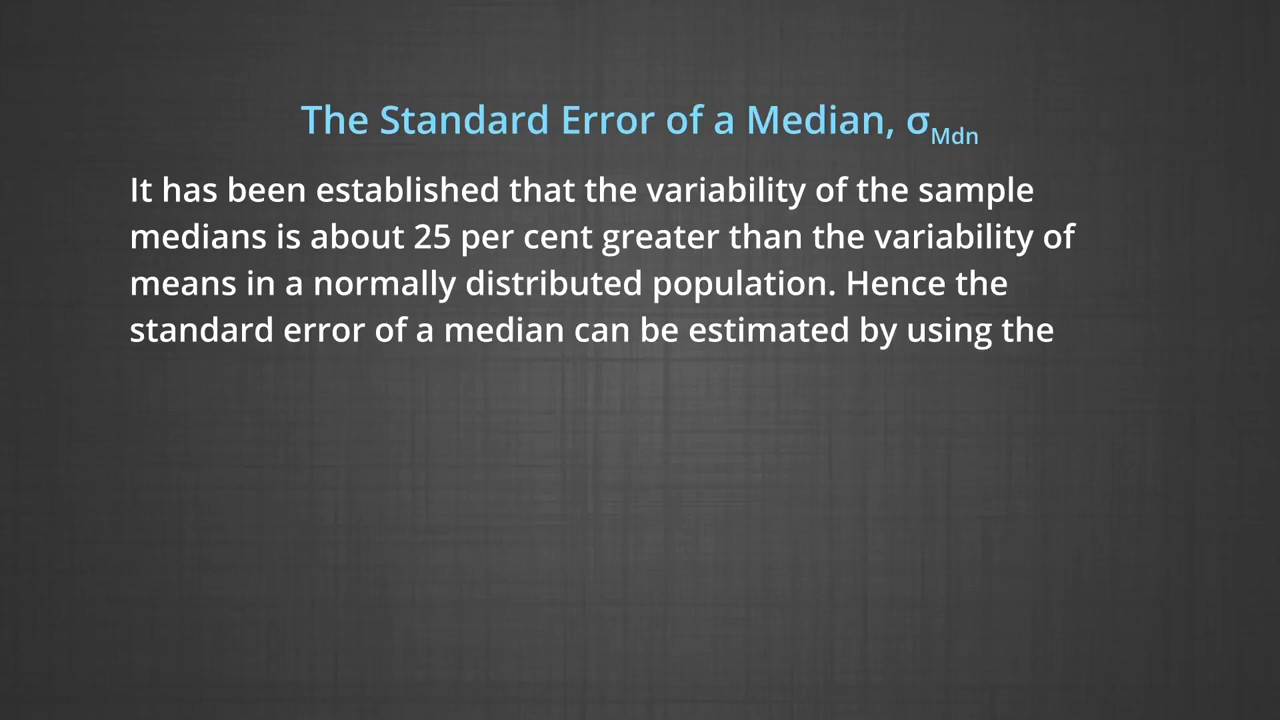 The Standard Error of a Median, σMdn
It has been established that the variability of the sample
medians is about 25 per cent greater than the variability of
means in a normally distributed population. Hence the
standard error of a median can be estimated by using the